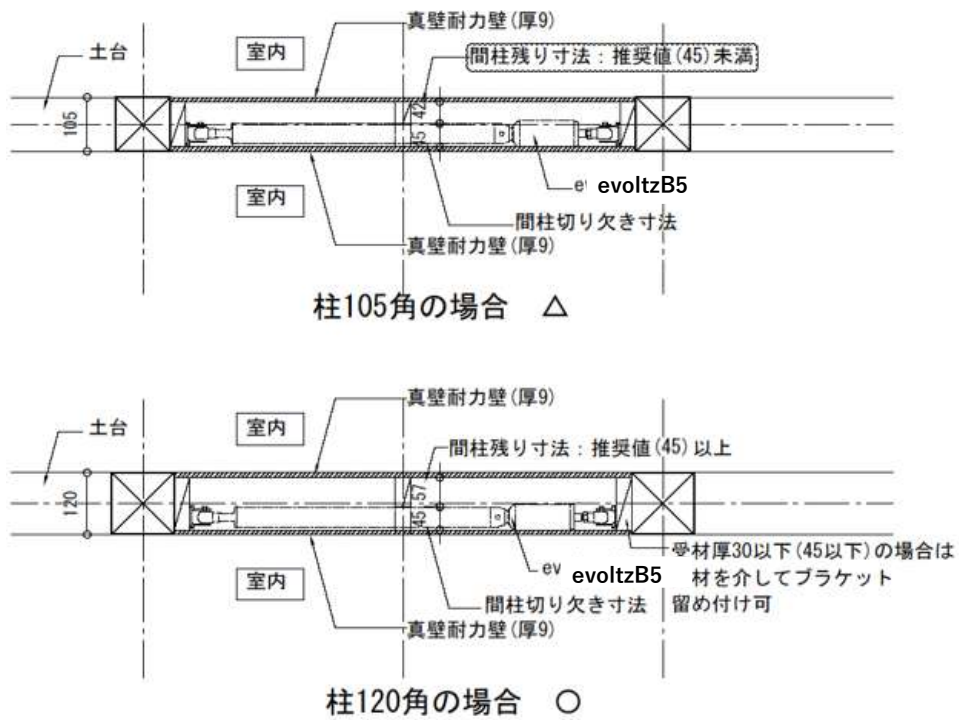 真壁耐力壁(厚9)
土台
室内
間柱残り寸法：推奨値(45)未満
105
42
45
evoltzB5
室内
間柱切り欠き寸法
真壁耐力壁(厚9)
柱105角の場合　△
真壁耐力壁(厚9)
土台
室内
間柱残り寸法：推奨値(45)以上
120
57
45
受材厚30以下(45以下)の場合は
材を介してブラケット
留め付け可
ev evoltzB5
室内
間柱切り欠き寸法
真壁耐力壁(厚9)
柱120角の場合　○